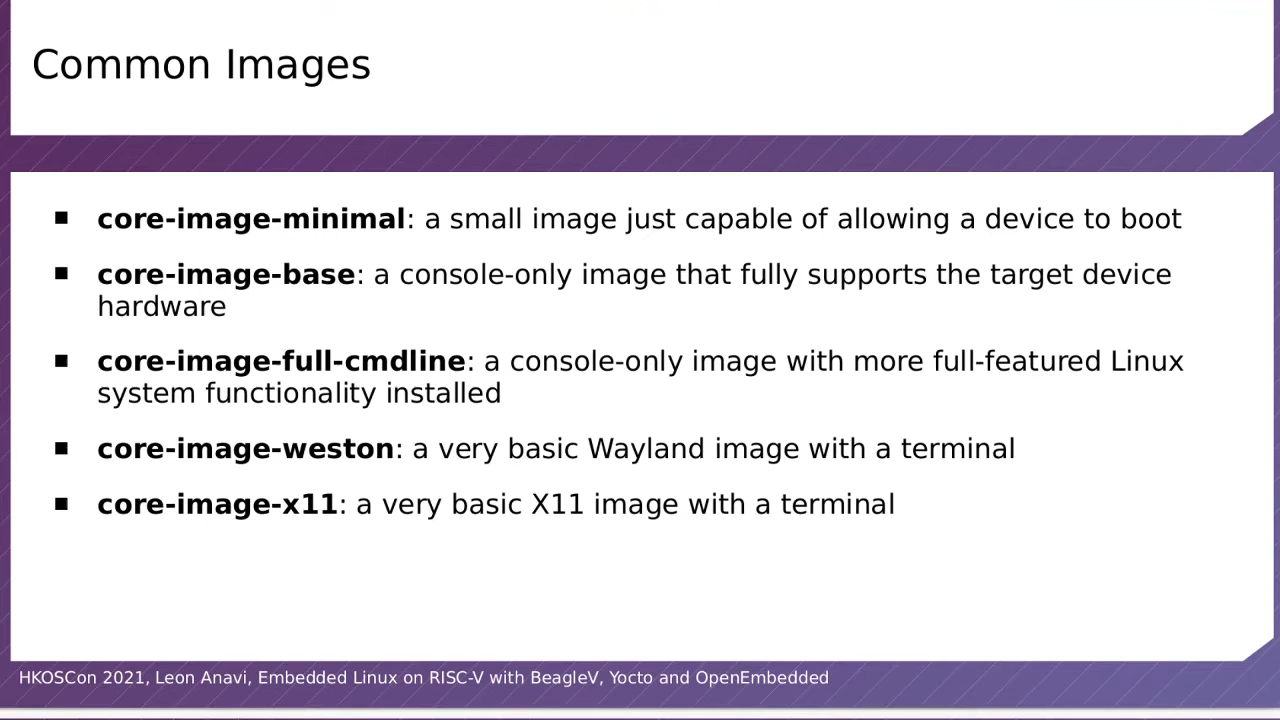 Common Images
core-image-minimal: a small image just capable of allowing a device to boot
core-image-base: a console-only image that fully supports the target device
hardware
core-image-full-cmdline: a console-only image with more full-featured Linux
system functionality installed
core-image-weston: a very basic Wayland image with a terminal
core-image-x11: a very basic X11 image with a terminal
HKOSCon 2021, Leon Anavi, Embedded Linux on RISC-V with BeagleV, Yocto and OpenEmbedded